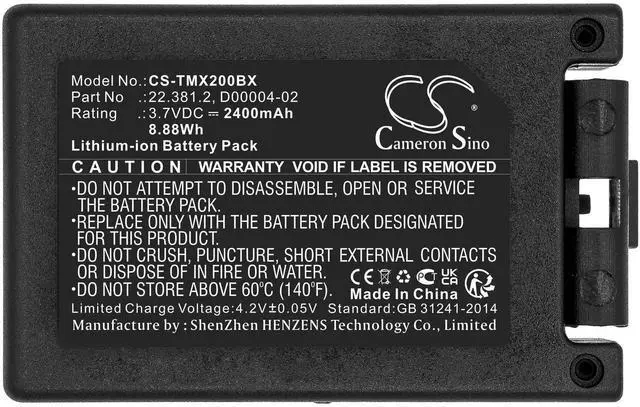 Model No.: CS-TMX200BX
Part No : 22.381.2, D00004-02
Rating : 3.7VDC ⎓ 2400mAh
8.88Wh
Lithium-ion Battery Pack
CS
Cameron Sino
CAUTION WARRANTY VOID IF LABEL IS REMOVED
•DO NOT ATTEMPT TO DISASSEMBLE, OPEN OR SERVICE
THE BATTERY PACK.
•REPLACE ONLY WITH THE BATTERY PACK DESIGNATED
FOR THIS PRODUCT.
•DO NOT CRUSH, PUNCTURE, SHORT EXTERNAL CONTACTS
OR DISPOSE OF IN FIRE OR WATER.
•DO NOT STORE ABOVE 60°C (140°F).
CE UK CA
Made In China
Limited Charge Voltage:4.2V±0.05V Standard:GB 31241-2014
Manufacture by : ShenZhen HENZENS Technology Co., Limited.